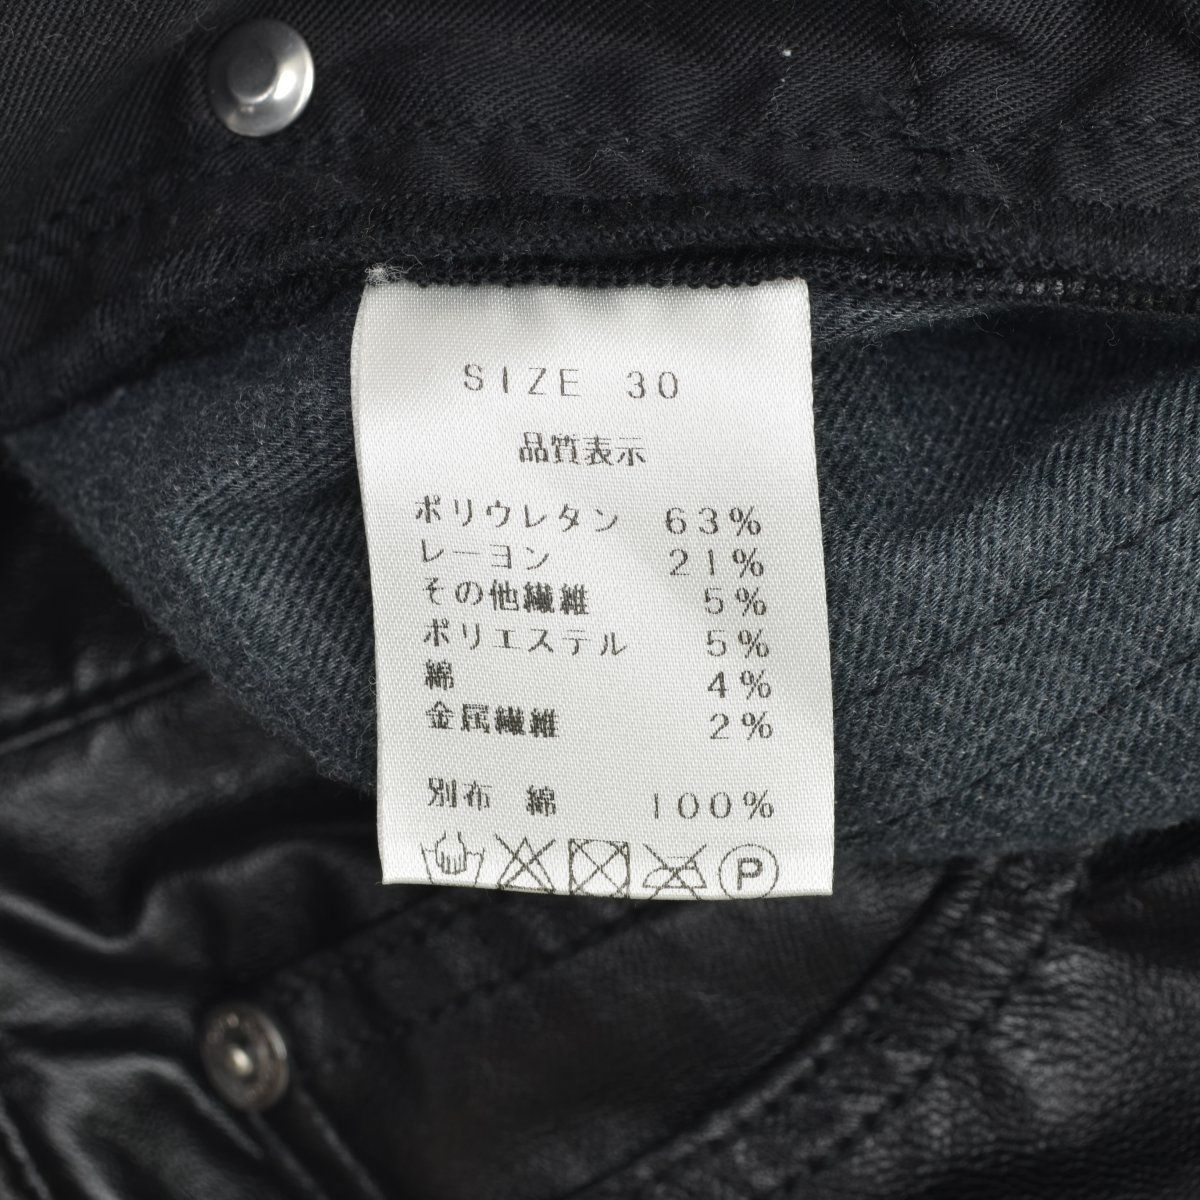 SIZE 30
品質表示
ポリウレタン 63%
レーヨン 21%
その他繊維 5%
ポリエステル 5%
綿 4%
金属繊維 2%
別布 綿 100%
P